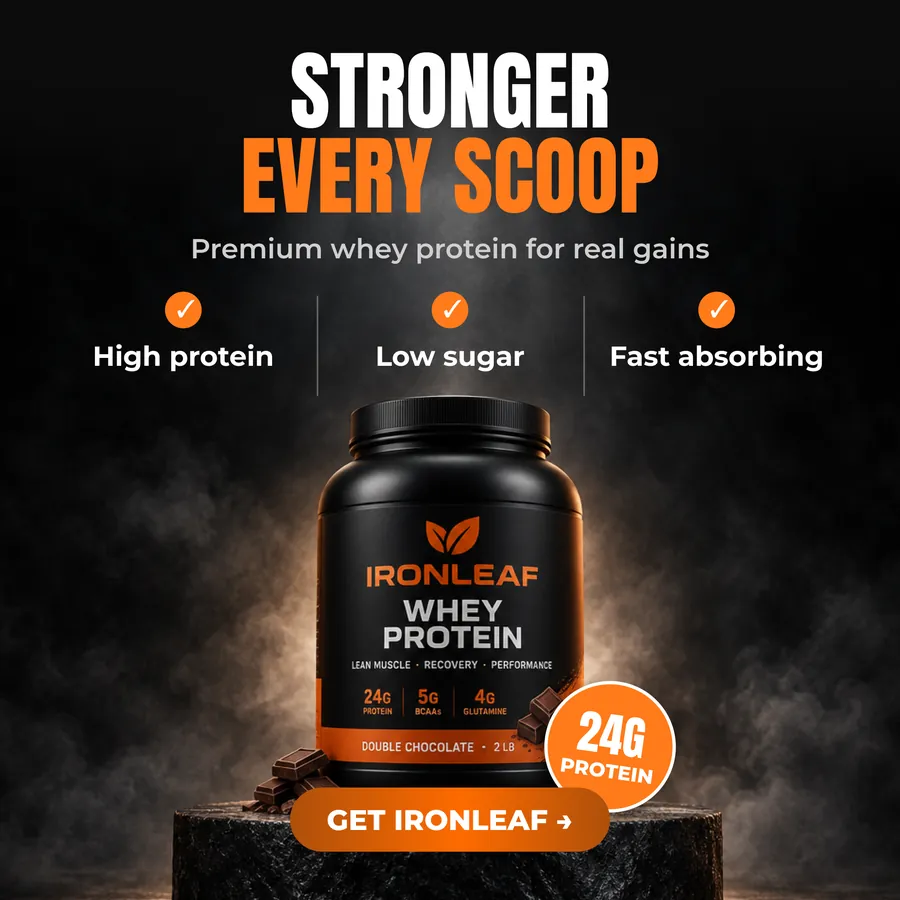 STRONGER
EVERY SCOOP
Premium whey protein for real gains
✓ ✓ ✓
High protein Low sugar Fast absorbing
IRONLEAF
WHEY
PROTEIN
LEAN MUSCLE · RECOVERY · PERFORMANCE
24G 5G 4G
PROTEIN BCAAs GLUTAMINE
DOUBLE CHOCOLATE · 2 LB
24G
PROTEIN
GET IRONLEAF →